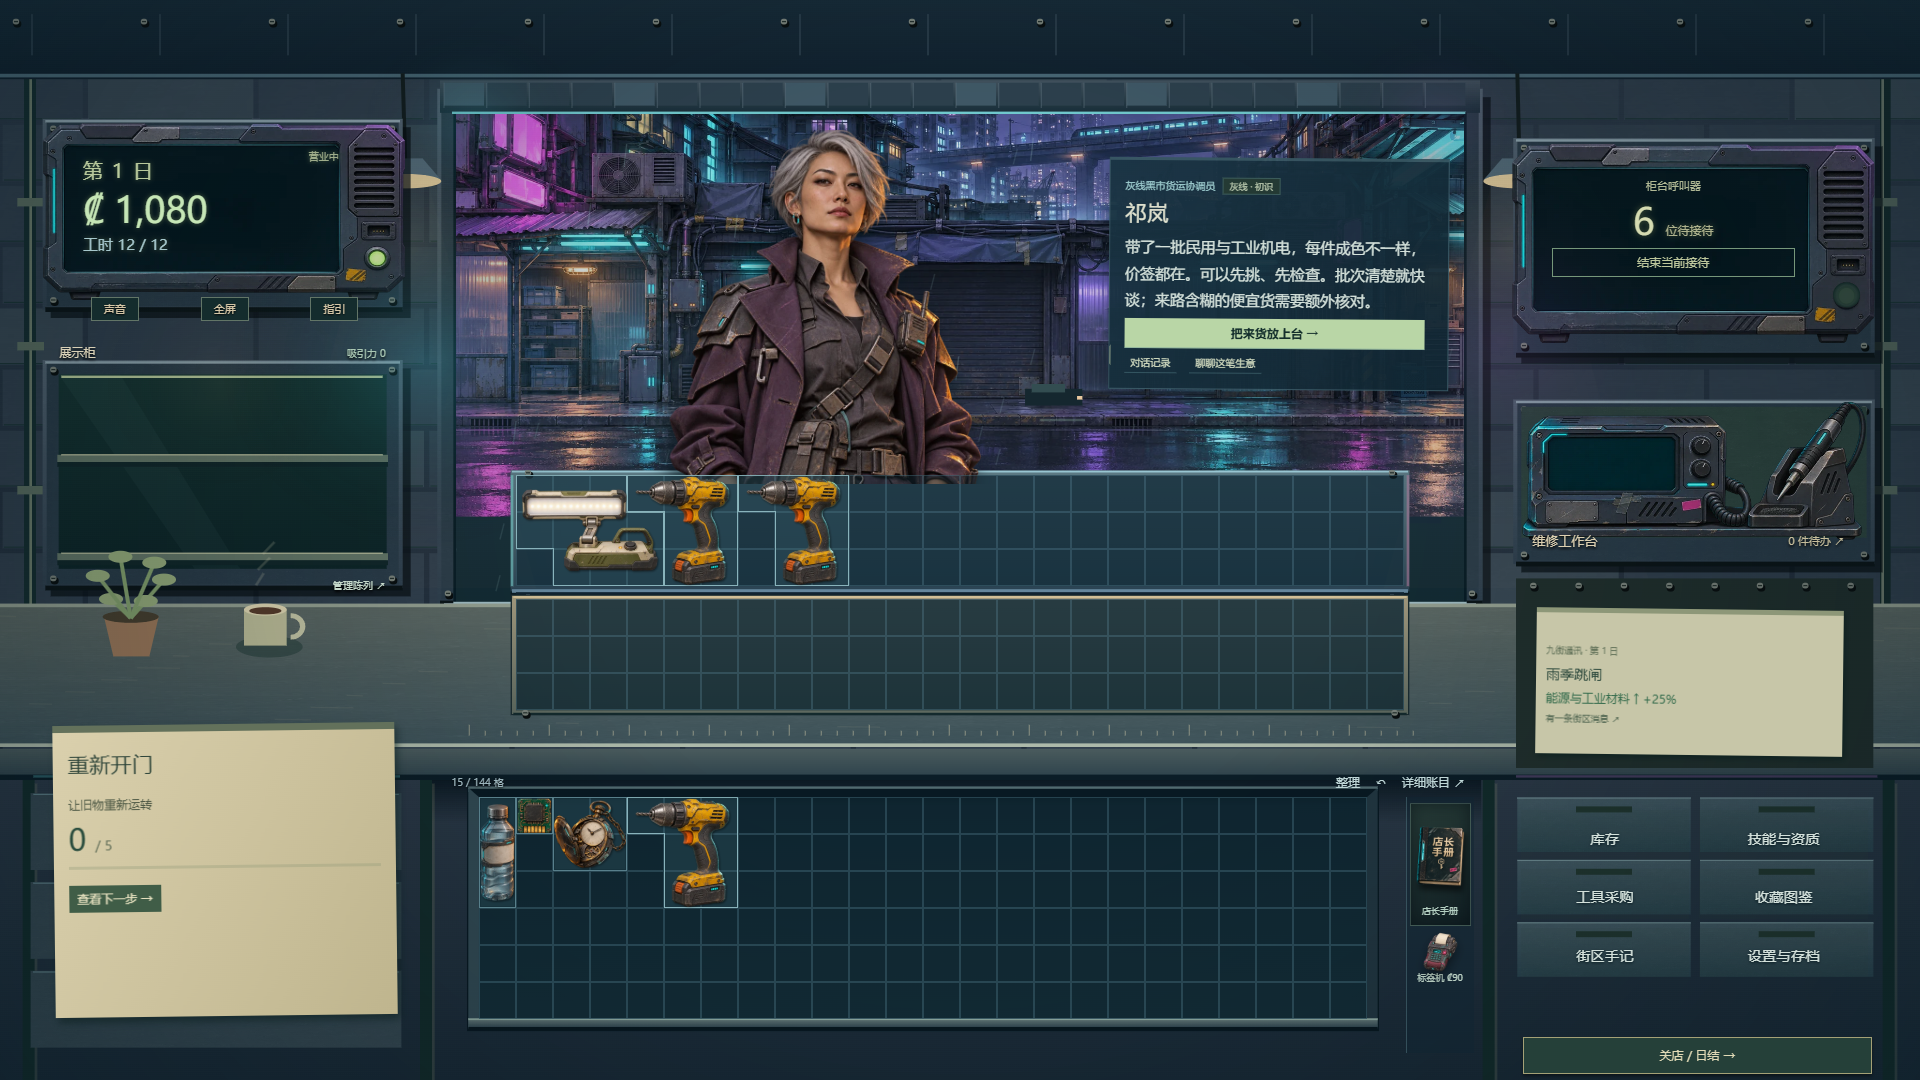 第 1 日
营业中
₡ 1,080
工时 12 / 12
声音
全屏
指引
展示柜
吸引力 0
管理陈列 ↗
灰线黑市货运协调员
灰线 · 初识
祁岚
带了一批民用与工业机电，每件成色不一样，
价签都在。可以先挑、先检查。批次清楚就快
谈；来路含糊的便宜货需要额外核对。
把来货放上台 →
对话记录
聊聊这笔生意
柜台呼叫器
6 位待接待
结束当前接待
维修工作台
0 件待办 ↗
九街通讯 · 第 1 日
雨季跳闸
能源与工业材料 ↑ +25%
有一条街区消息 ↗
重新开门
让旧物重新运转
0 / 5
查看下一步 →
15 / 144 格
整理
详细账目 ↗
店长
手册
店长手册
标签机 ₡90
库存
技能与资质
工具采购
收藏图鉴
街区手记
设置与存档
关店 / 日结 →